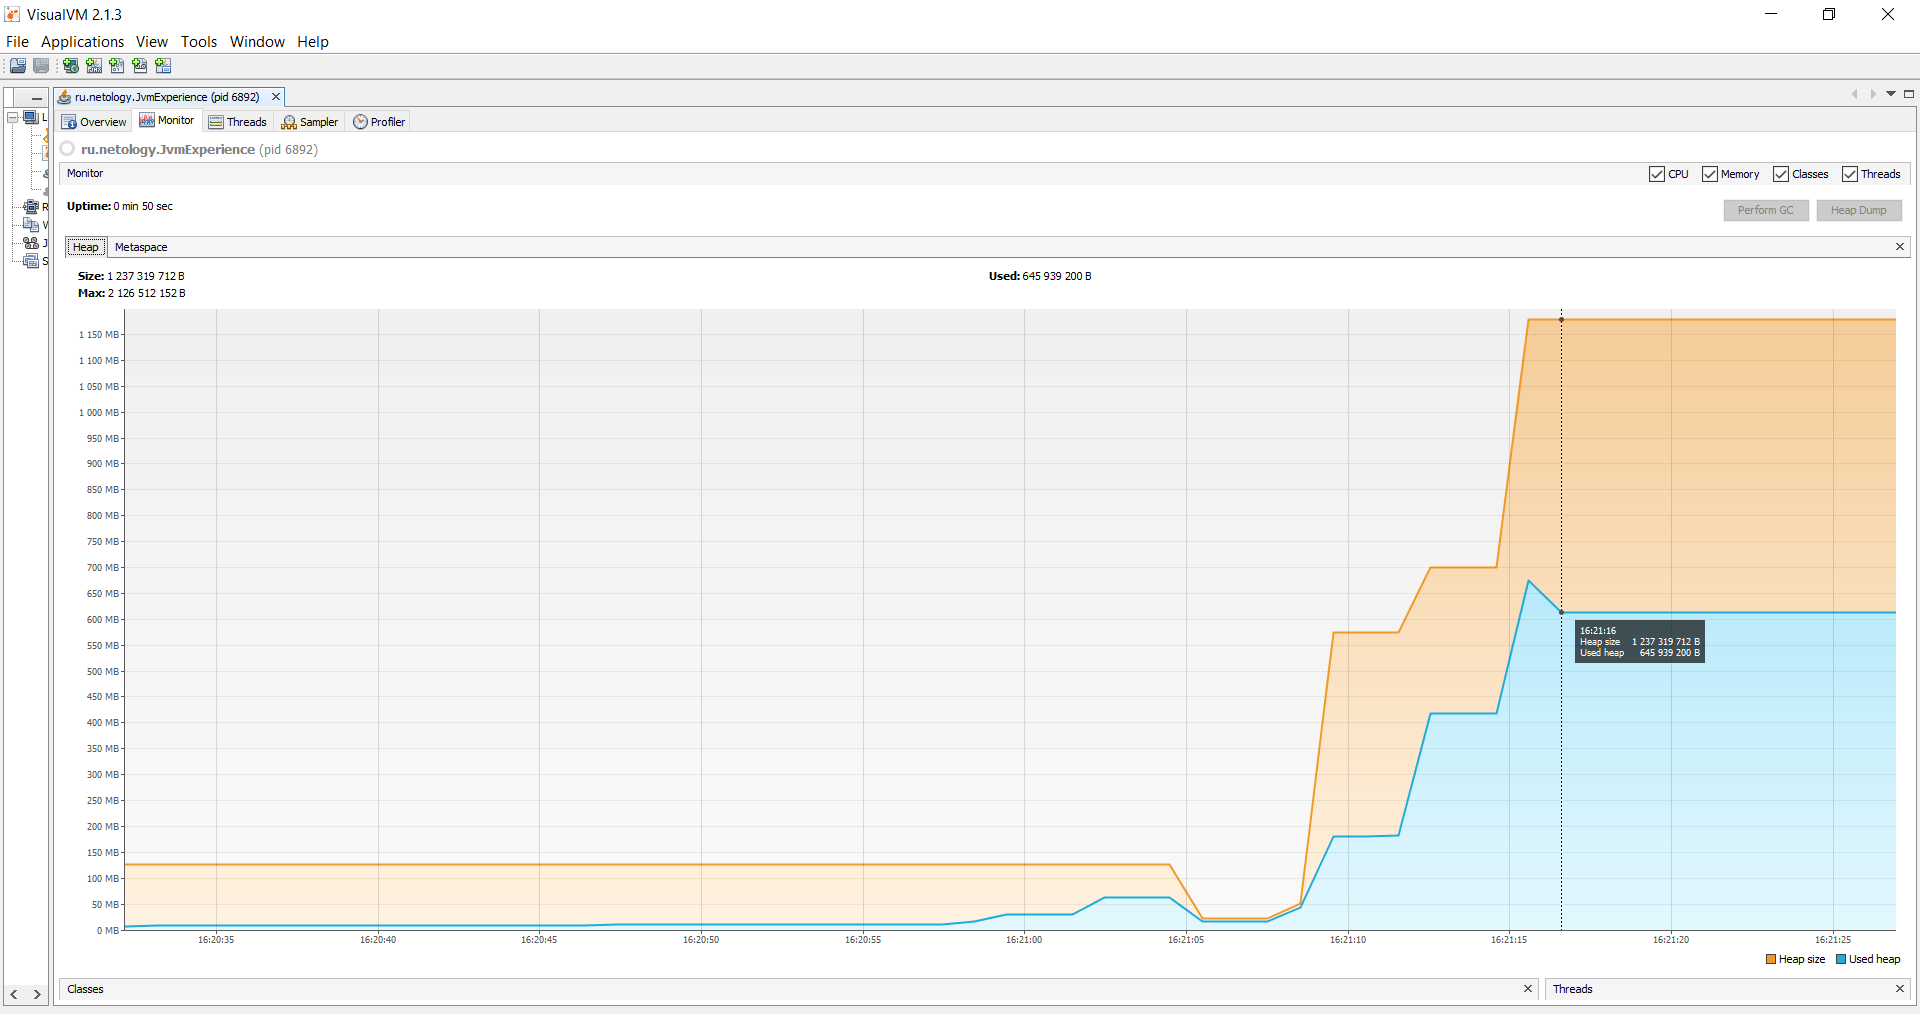 VisualVM 2.1.3
File Applications View Tools Window Help
ru.netology.JvmExperience (pid 6892)
Overview Monitor Threads Sampler Profiler
ru.netology.JvmExperience (pid 6892)
Monitor CPU Memory Classes Threads
Uptime: 0 min 50 sec Perform GC Heap Dump
Heap Metaspace
Size: 1 237 319 712 B Used: 645 939 200 B
Max: 2 126 512 152 B
1 150 MB
1 100 MB
1 050 MB
1 000 MB
950 MB
900 MB
850 MB
800 MB
750 MB
700 MB
650 MB
600 MB
550 MB
500 MB
450 MB
400 MB
350 MB
300 MB
250 MB
200 MB
150 MB
100 MB
50 MB
0 MB
16:21:16
Heap size 1 237 319 712 B
Used heap 645 939 200 B
16:20:35 16:20:40 16:20:45 16:20:50 16:20:55 16:21:00 16:21:05 16:21:10 16:21:15 16:21:20 16:21:25
Heap size Used heap
Classes Threads